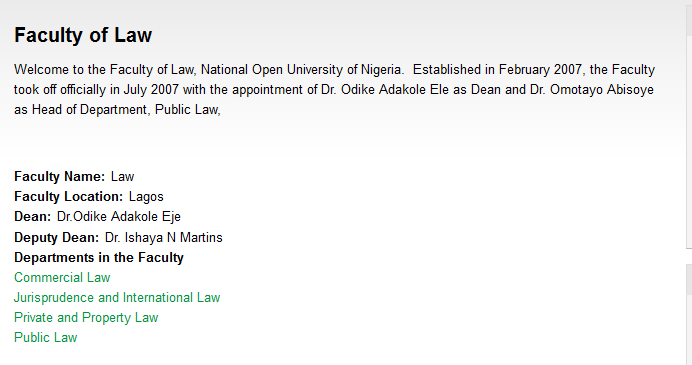 Faculty of Law
Welcome to the Faculty of Law, National Open University of Nigeria.  Established in February 2007, the Faculty
took off officially in July 2007 with the appointment of Dr. Odike Adakole Ele as Dean and Dr. Omotayo Abisoye
as Head of Department, Public Law,
Faculty Name: Law
Faculty Location: Lagos
Dean: Dr.Odike Adakole Eje
Deputy Dean: Dr. Ishaya N Martins
Departments in the Faculty
Commercial Law
Jurisprudence and International Law
Private and Property Law
Public Law